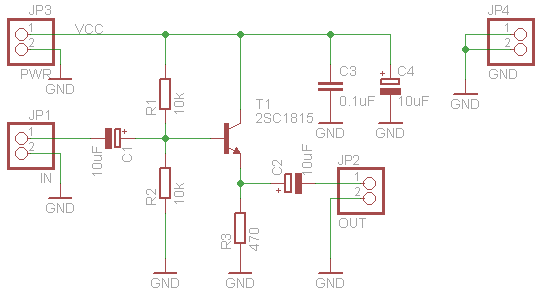 JP3
1
2
PWR
GND
VCC
JP4
1
2
GND
GND
R1
10k
T1
2SC1815
C3
0.1uF
GND
C4
10uF
GND
JP1
1
2
IN
GND
10uF
C1
R2
10k
GND
C2
10uF
JP2
1
2
OUT
R3
470
GND
GND